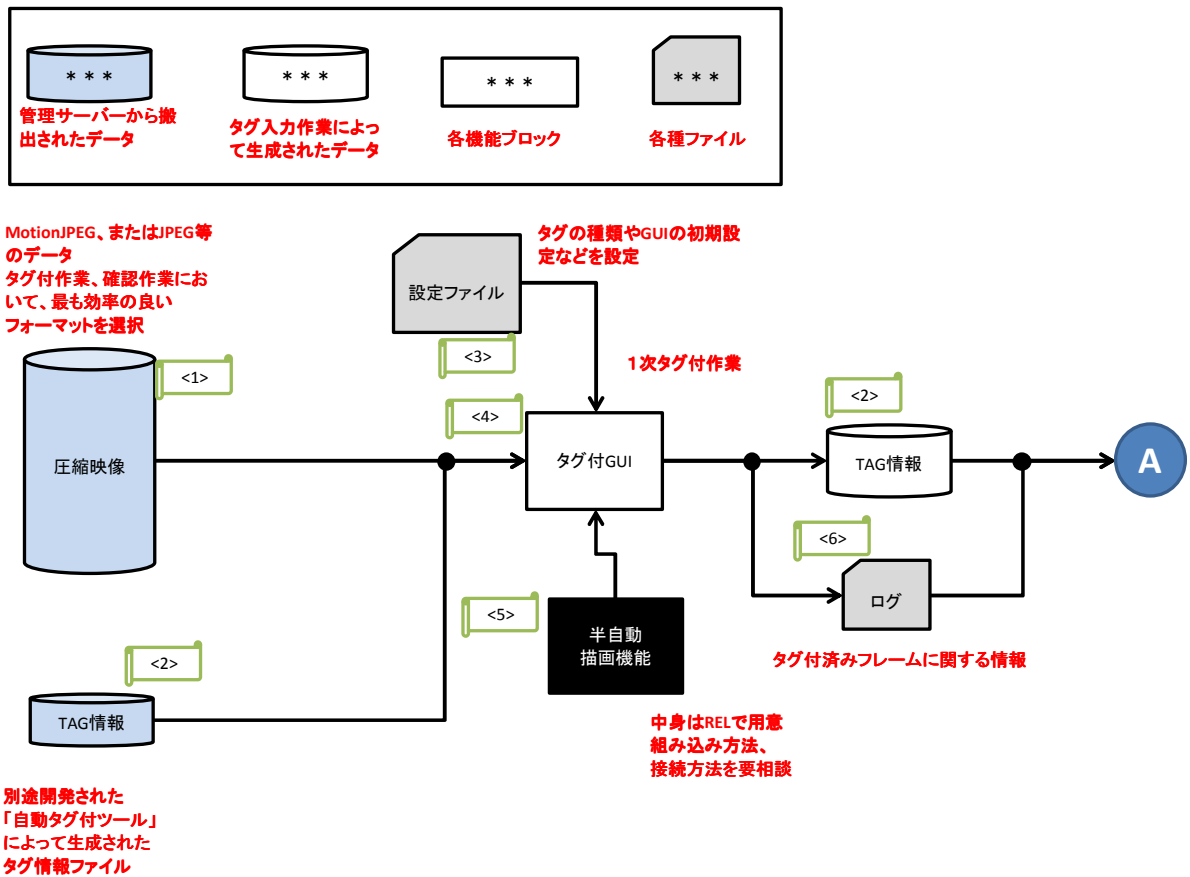 * * *
管理サーバーから搬
出されたデータ
* * *
タグ入力作業によっ
て生成されたデータ
* * *
各機能ブロック
* * *
各種ファイル
MotionJPEG、またはJPEG等
のデータ
タグ付作業、確認作業にお
いて、最も効率の良い
フォーマットを選択
タグの種類やGUIの初期設
定などを設定
設定ファイル
<3>
<1>
1次タグ付作業
<4>
<2>
圧縮映像
タグ付GUI
TAG情報
A
<6>
<5>
ログ
半自動
描画機能
タグ付済みフレームに関する情報
<2>
TAG情報
中身はRELで用意
組み込み方法、
接続方法を要相談
別途開発された
「自動タグ付ツール」
によって生成された
タグ情報ファイル